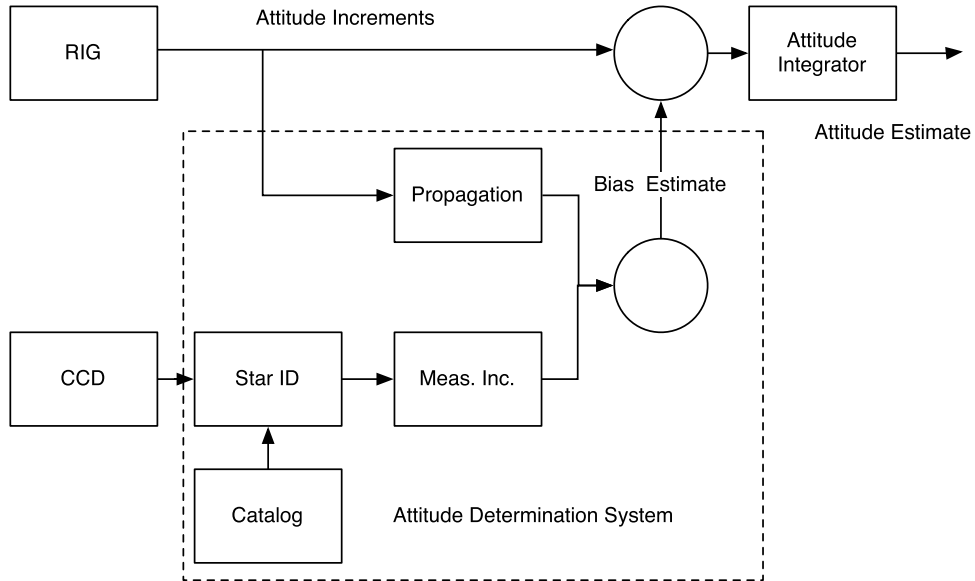 Attitude Increments
RIG
Attitude
Integrator
Attitude Estimate
Propagation
Bias Estimate
CCD
Star ID
Meas. Inc.
Catalog
Attitude Determination System